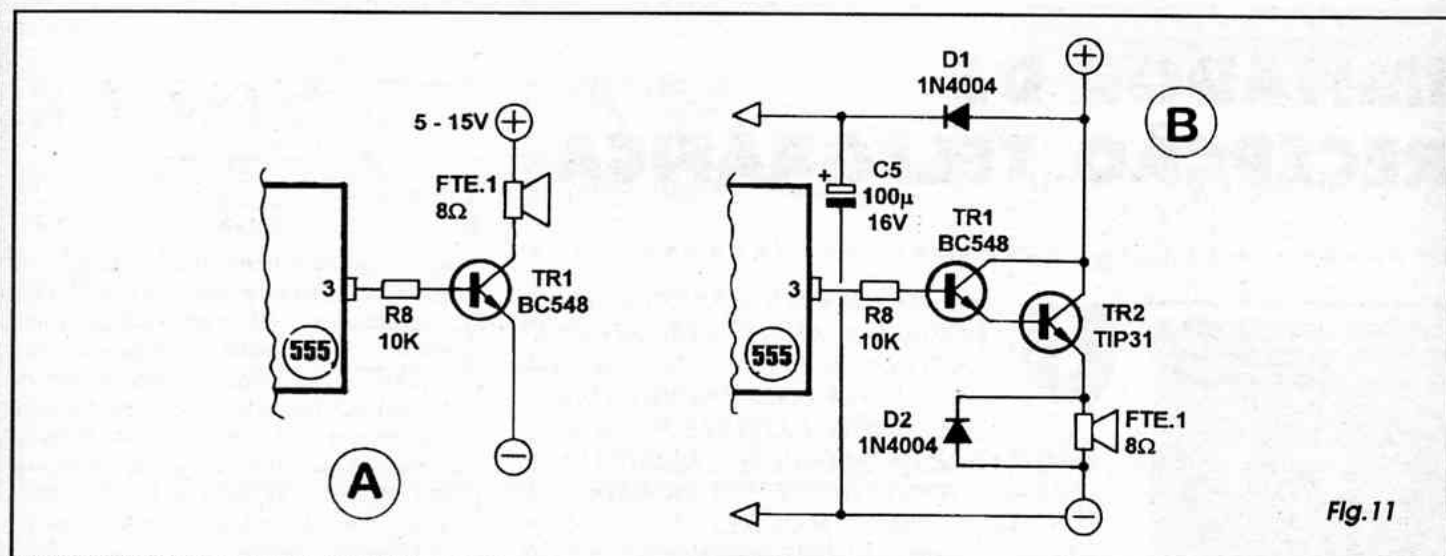 5 - 15V
FTE.1
8Ω
3
R8
10K
TR1
BC548
555
A
D1
1N4004
B
+
C5
100µ
16V
TR1
BC548
3
R8
10K
TR2
TIP31
555
D2
1N4004
FTE.1
8Ω
Fig.11